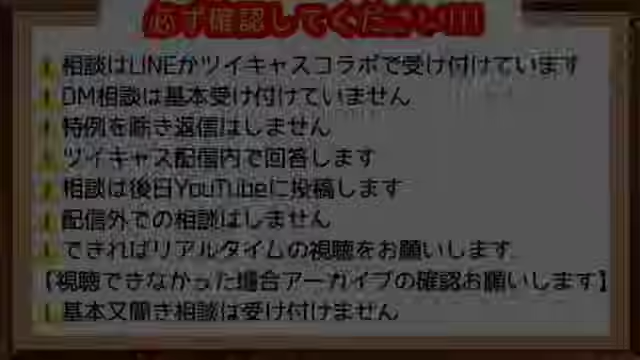 必ず確認してください!!!
相談はLINEかツイキャスコラボで受け付けています
DM相談は基本受け付けていません
特例を除き返信はしません
ツイキャス配信内で回答します
相談は後日YouTubeに投稿します
配信外での相談はしません
できればリアルタイムの視聴をお願いします
【視聴できなかった場合アーカイブの確認お願いします】
基本又聞き相談は受け付けません